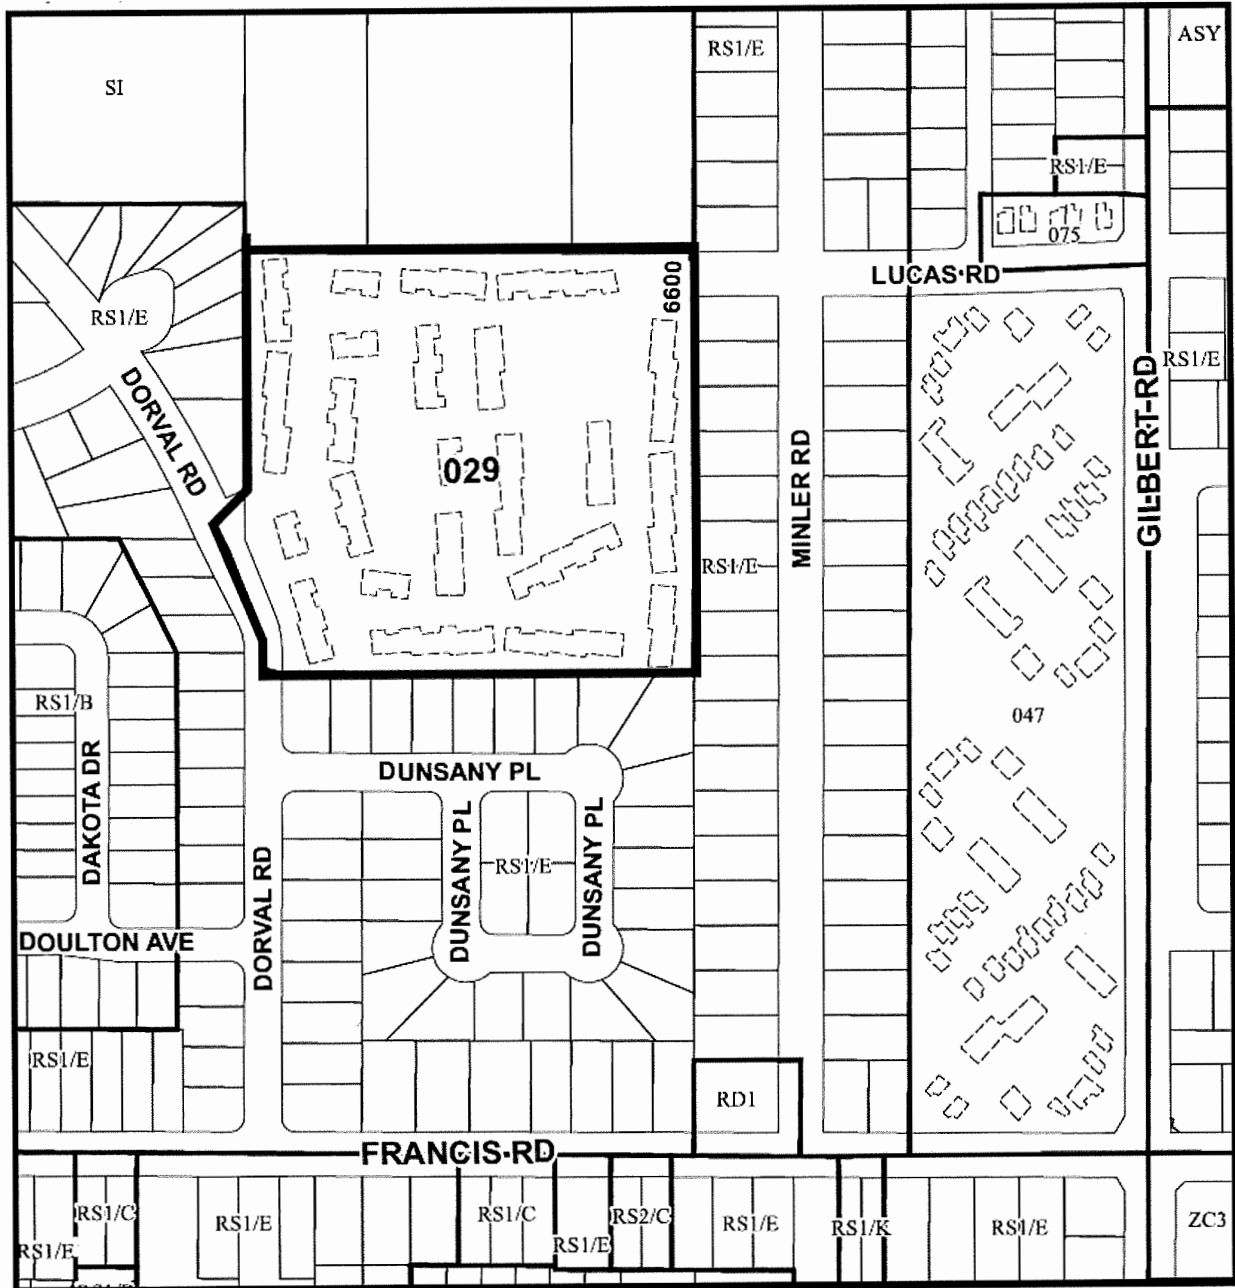 SI
RS1/E
ASY
RS1/E
075
LUCAS RD
6600
RS1/E
DORVAL RD
RS1/E
GILBERT RD
029
MINLER RD
RS1/E
RS1/B
047
DAKOTA DR
DUNSANY PL
DUNSANY PL
RS1/E
DUNSANY PL
DORVAL RD
DOULTON AVE
RS1/E
RD1
FRANCIS RD
RS1/C
RS1/E
RS1/C
RS2/C
RS1/E
RS1/K
RS1/E
ZC3
RS1/E
RS1/E